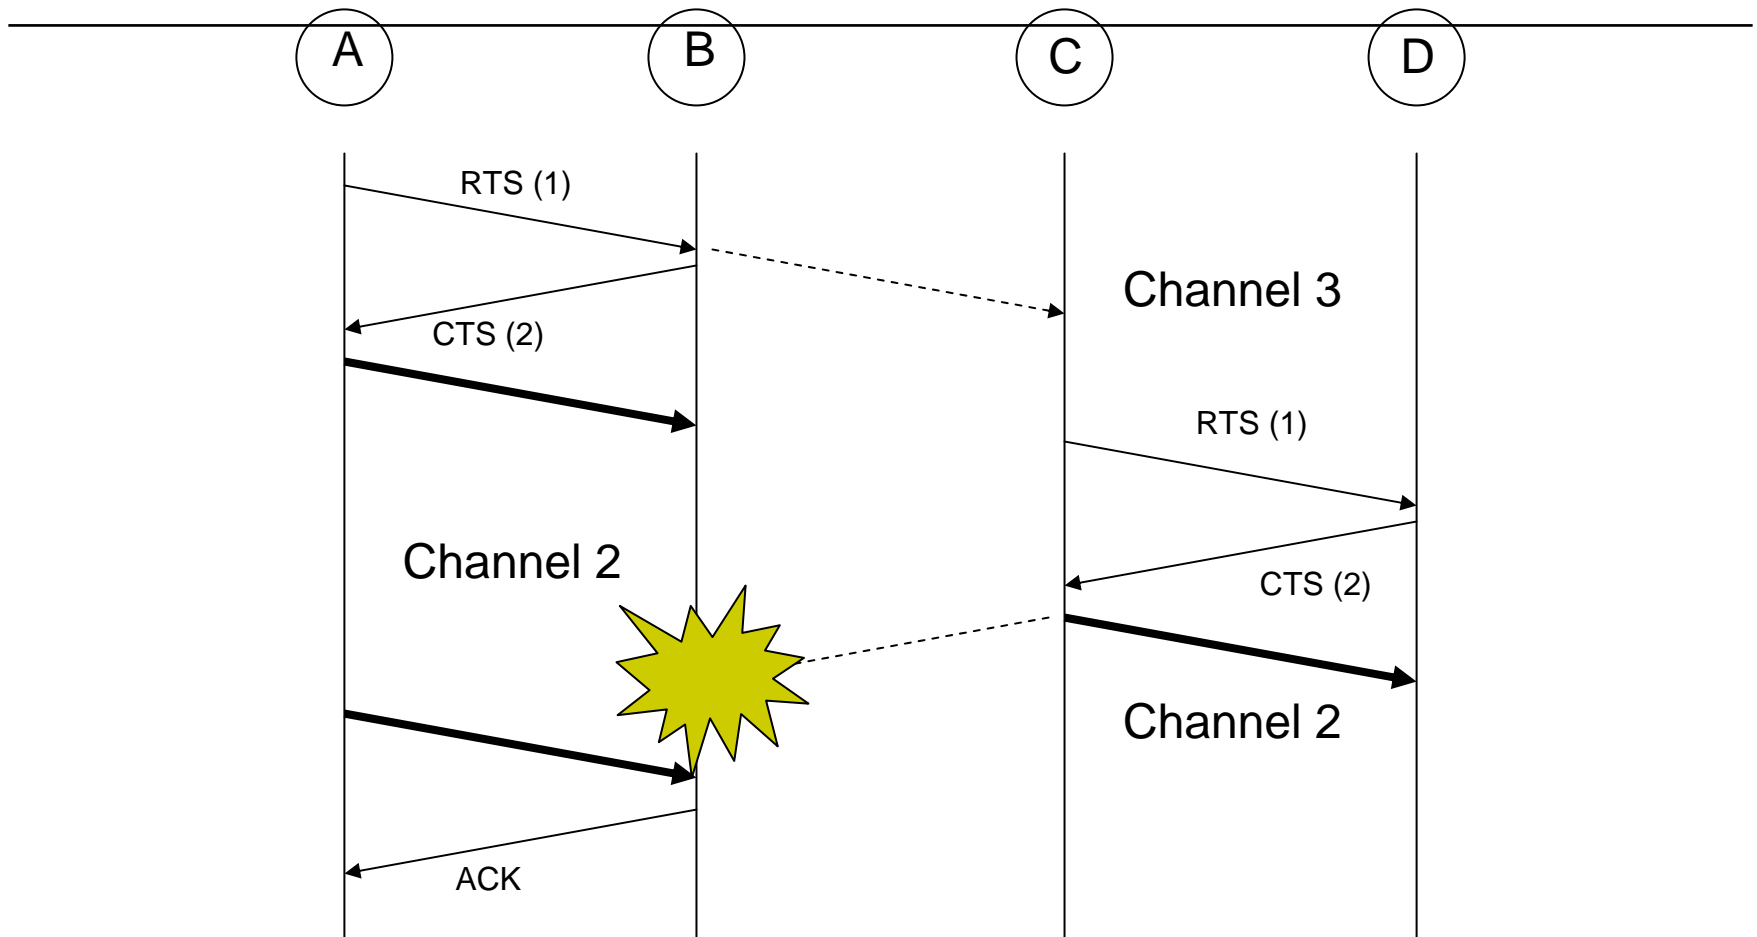 A
B
C
D
RTS (1)
Channel 3
CTS (2)
RTS (1)
Channel 2
CTS (2)
Channel 2
ACK